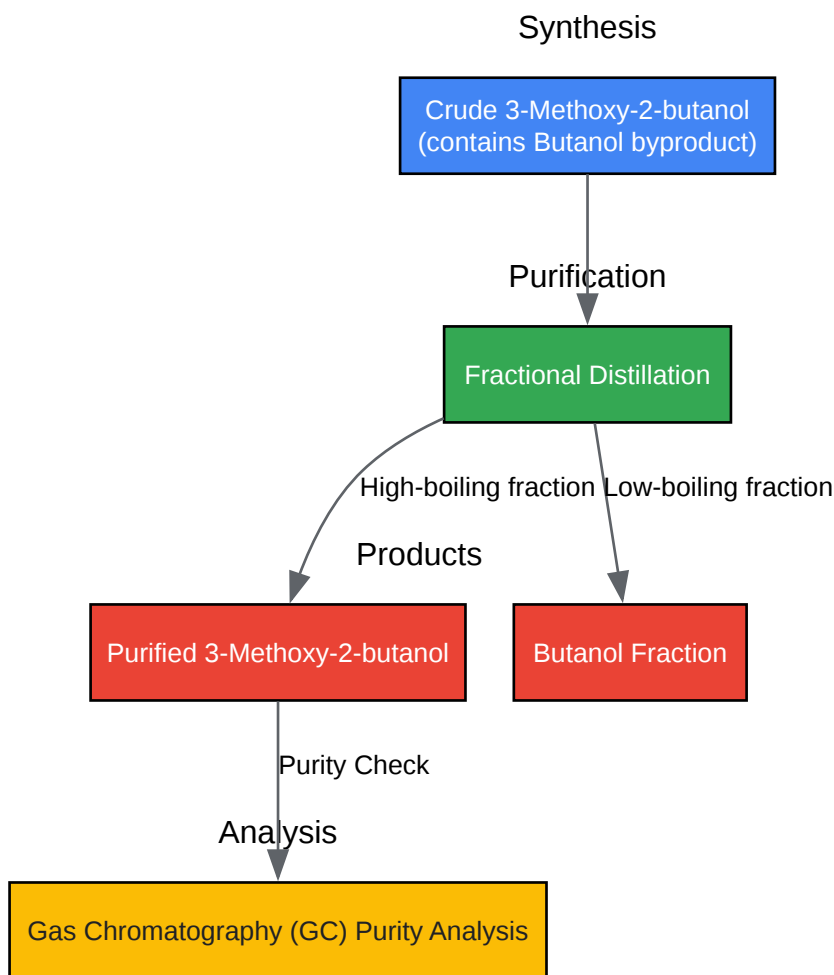 Synthesis
Crude 3-Methoxy-2-butanol
(contains Butanol byproduct)
Purification
Fractional Distillation
High-boiling fraction
Low-boiling fraction
Products
Purified 3-Methoxy-2-butanol
Butanol Fraction
Purity Check
Analysis
Gas Chromatography (GC) Purity Analysis